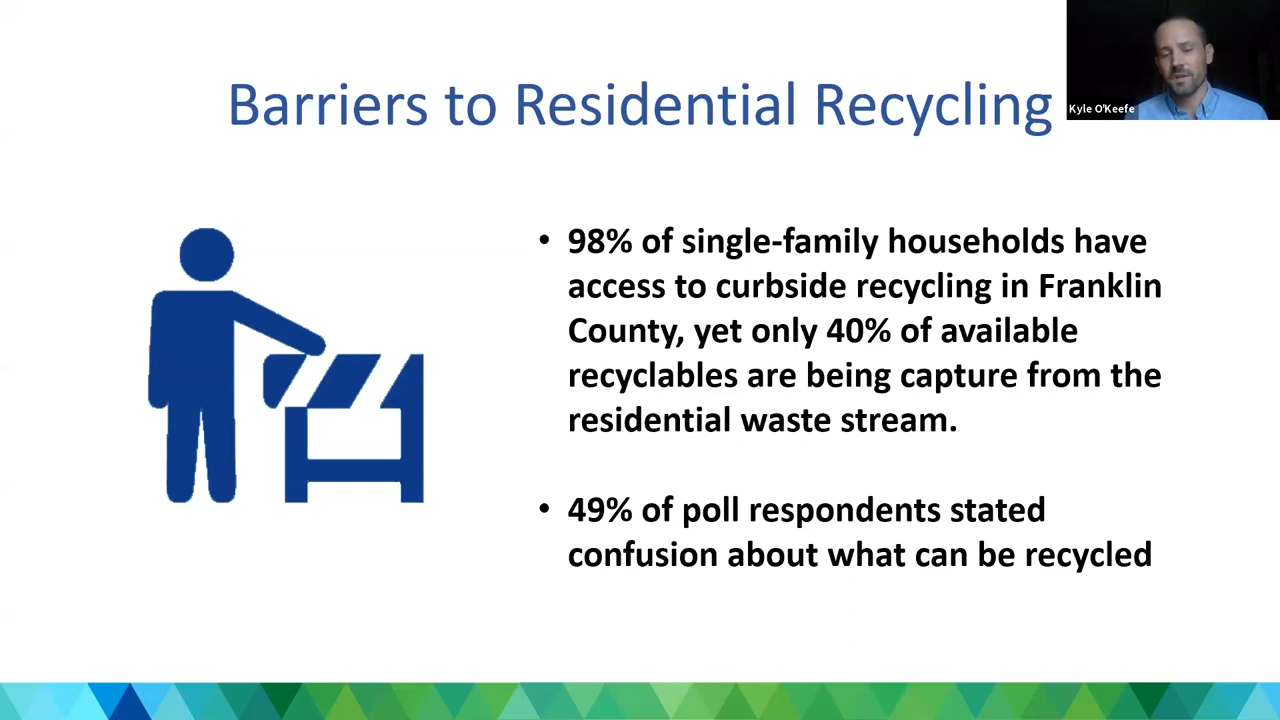 Barriers to Residential Recycling
Kyle O'Keefe
• 98% of single-family households have
access to curbside recycling in Franklin
County, yet only 40% of available
recyclables are being capture from the
residential waste stream.
• 49% of poll respondents stated
confusion about what can be recycled